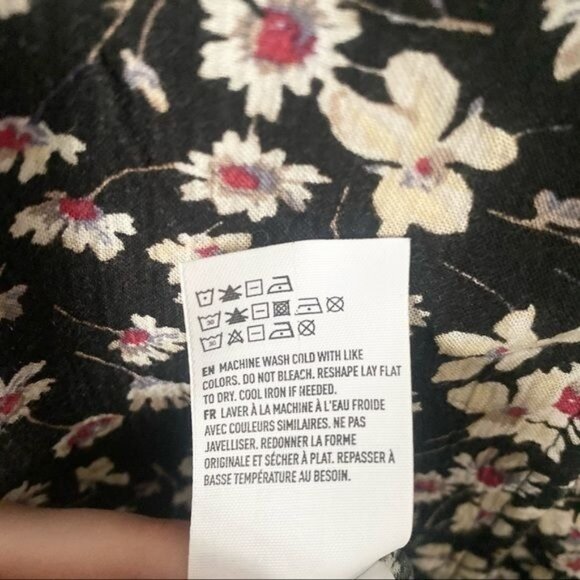 EN MACHINE WASH COLD WITH LIKE
COLORS. DO NOT BLEACH. RESHAPE LAY FLAT
TO DRY. COOL IRON IF NEEDED.
FR LAVER À LA MACHINE À L'EAU FROIDE
AVEC COULEURS SIMILAIRES. NE PAS
JAVELLISER. REDONNER LA FORME
ORIGINALE ET SÉCHER À PLAT. REPASSER À
BASSE TEMPÉRATURE AU BESOIN.